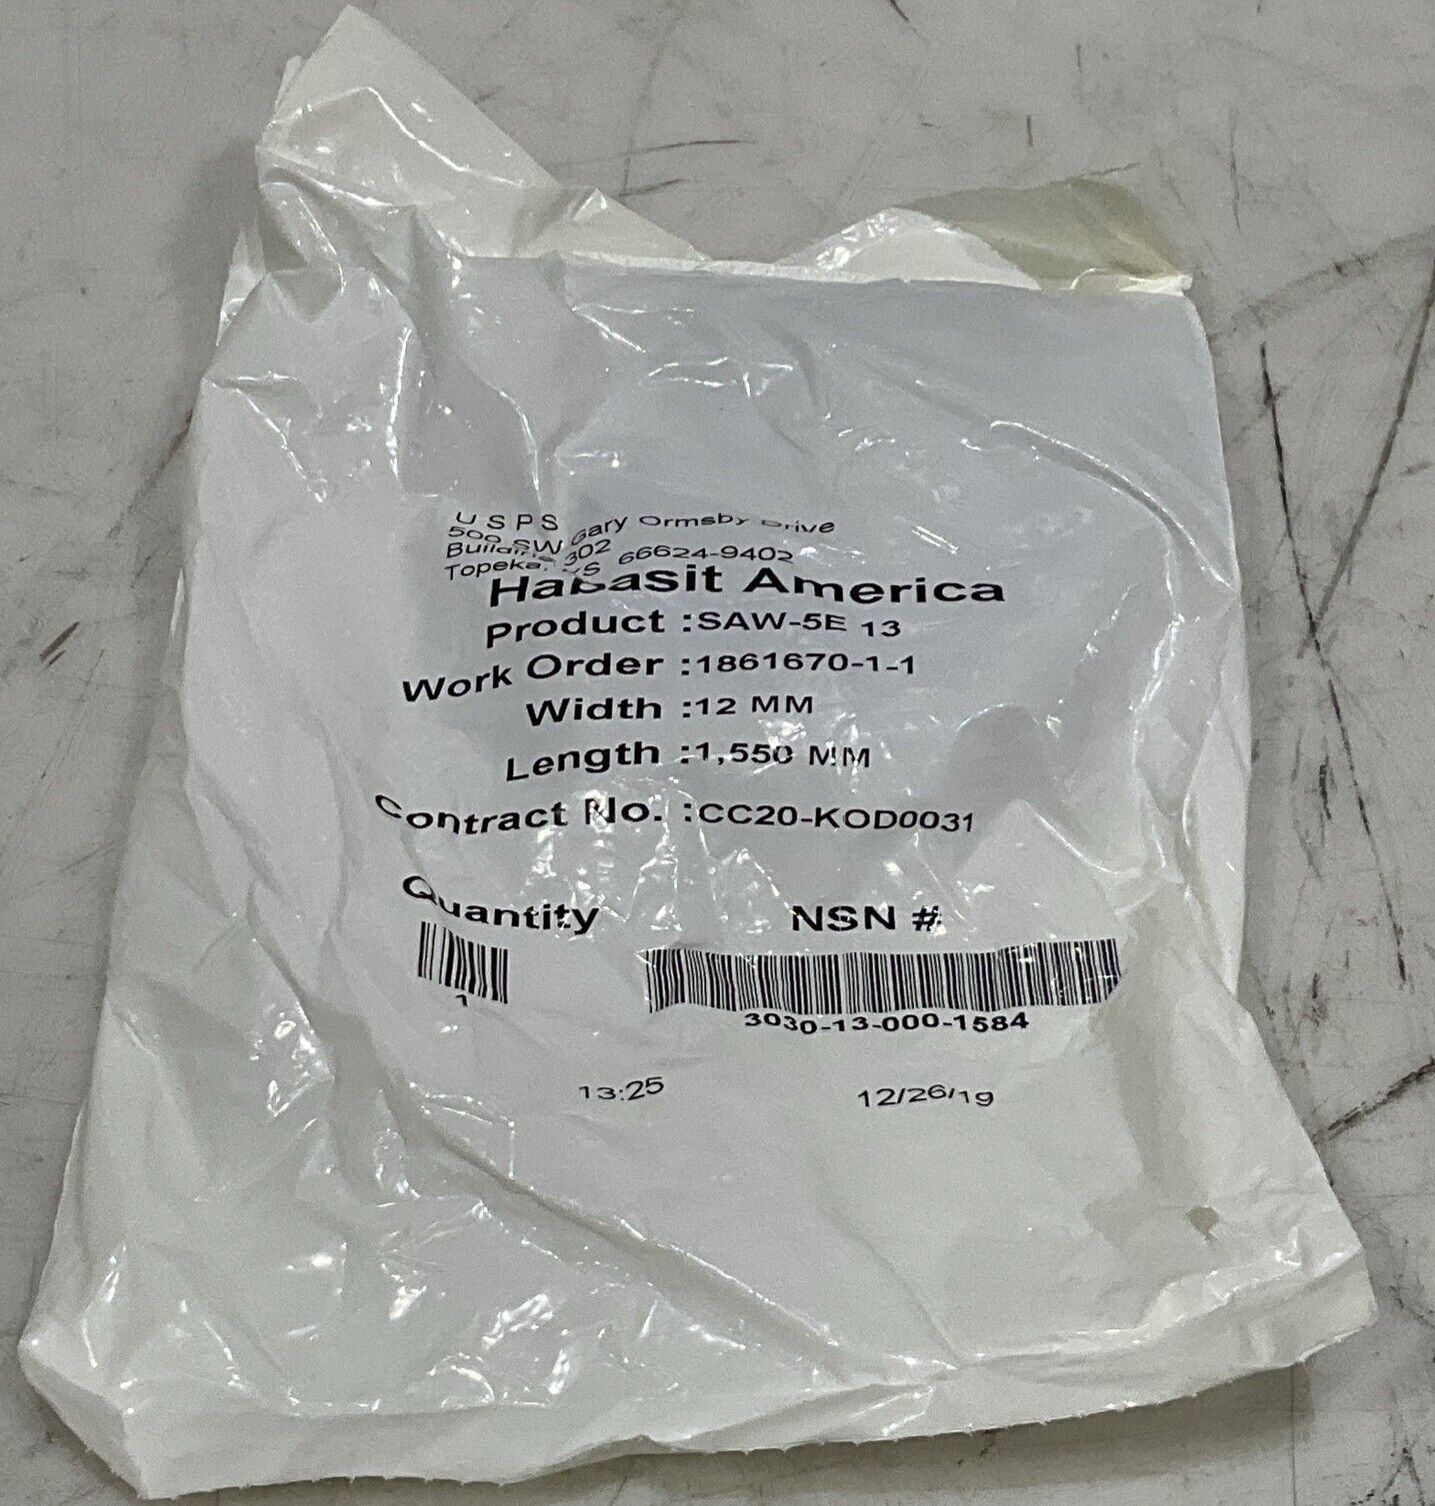 USPS
500 SW Gary Ormsby Drive
Building 302
Topeka, KS 66624-9402
Habasit America
Product :SAW-5E 13
Work Order :1861670-1-1
Width :12 MM
Length :1,550 MM
Contract No. :CC20-KOD0031
Quantity NSN #
1 3030-13-000-1584
13:25 12/26/19